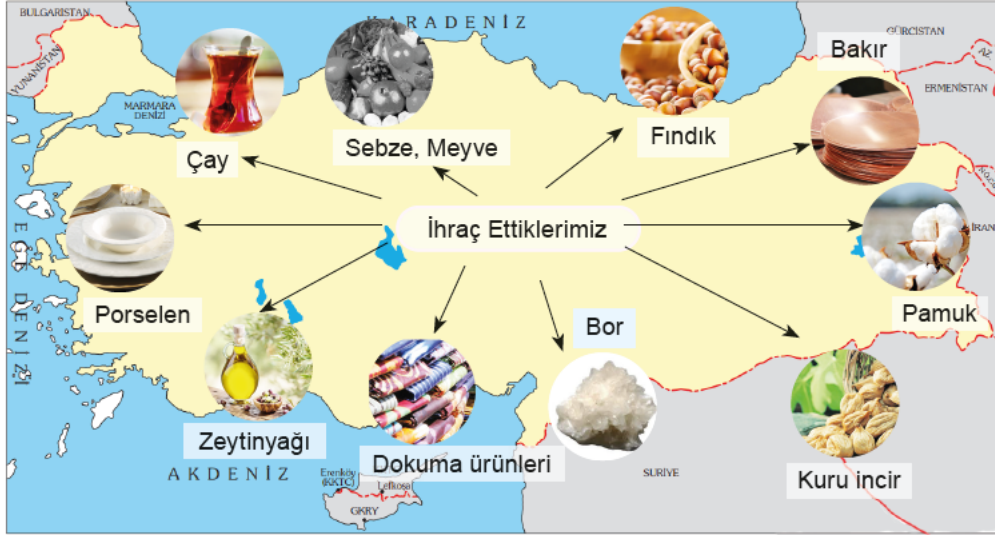 BULGARİSTAN
KARADENİZ
GÜRCİSTAN
YUNANİSTAN
AZ.
Bakır
ERMENİSTAN
MARMARA
DENİZİ
Çay
Sebze, Meyve
Fındık
İhraç Ettiklerimiz
İRAN
EGE DENİZİ
Porselen
Pamuk
Bor
Zeytinyağı
Dokuma ürünleri
Kuru incir
AKDENİZ
SURİYE
Erenköy
(KKTC)
Lefkoşa
GKRY